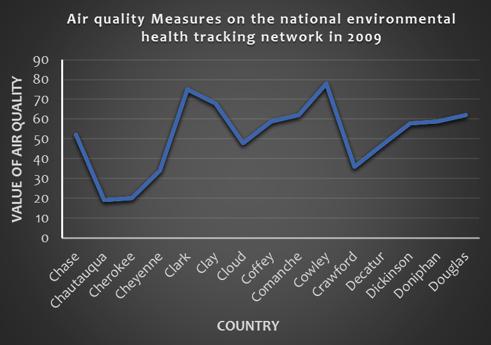 Air quality Measures on the national environmental
health tracking network in 2009
VALUE OF AIR QUALITY
90
80
70
60
50
40
30
20
10
0
Chase
Chautauqua
Cherokee
Cheyenne
Clark
Clay
Cloud
Coffey
Comanche
Cowley
Crawford
Decatur
Dickinson
Doniphan
Douglas
COUNTRY